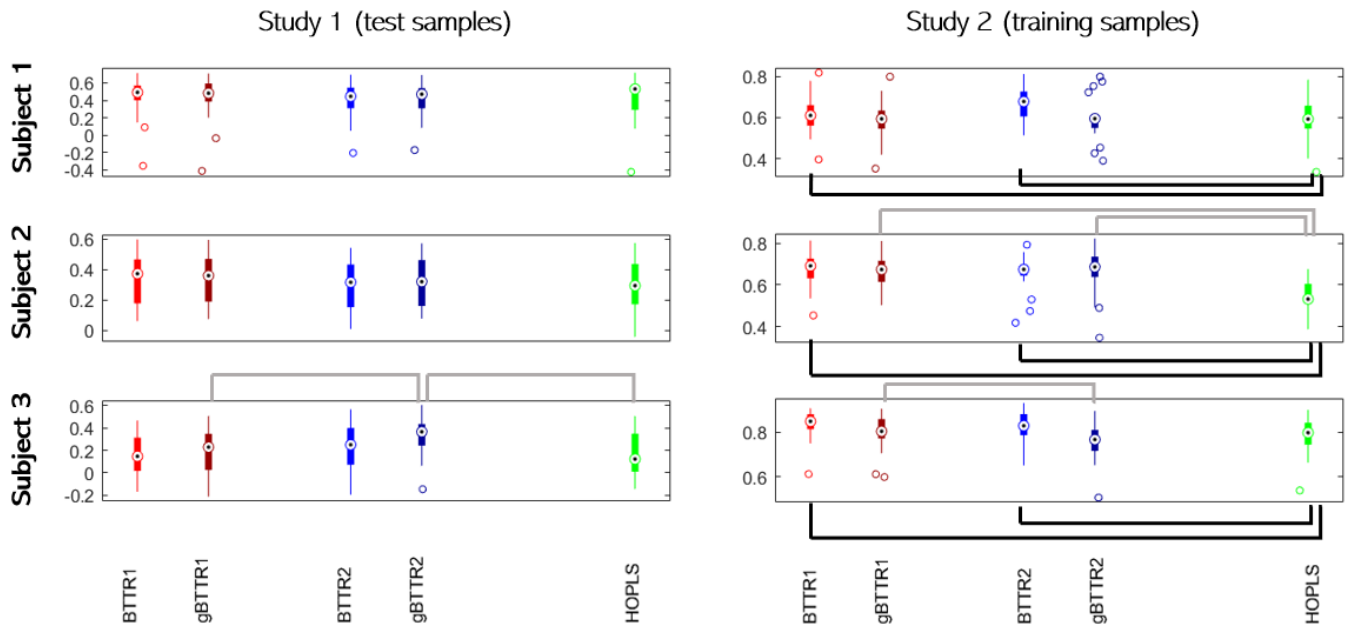 Study 1 (test samples)
Study 2 (training samples)
Subject 1
0.6
0.4
0.2
0
-0.2
-0.4
0.8
0.6
0.4
Subject 2
0.6
0.4
0.2
0
0.8
0.6
0.4
Subject 3
0.6
0.4
0.2
0
-0.2
0.8
0.6
BTTR1
gBTTR1
BTTR2
gBTTR2
HOPLS
BTTR1
gBTTR1
BTTR2
gBTTR2
HOPLS